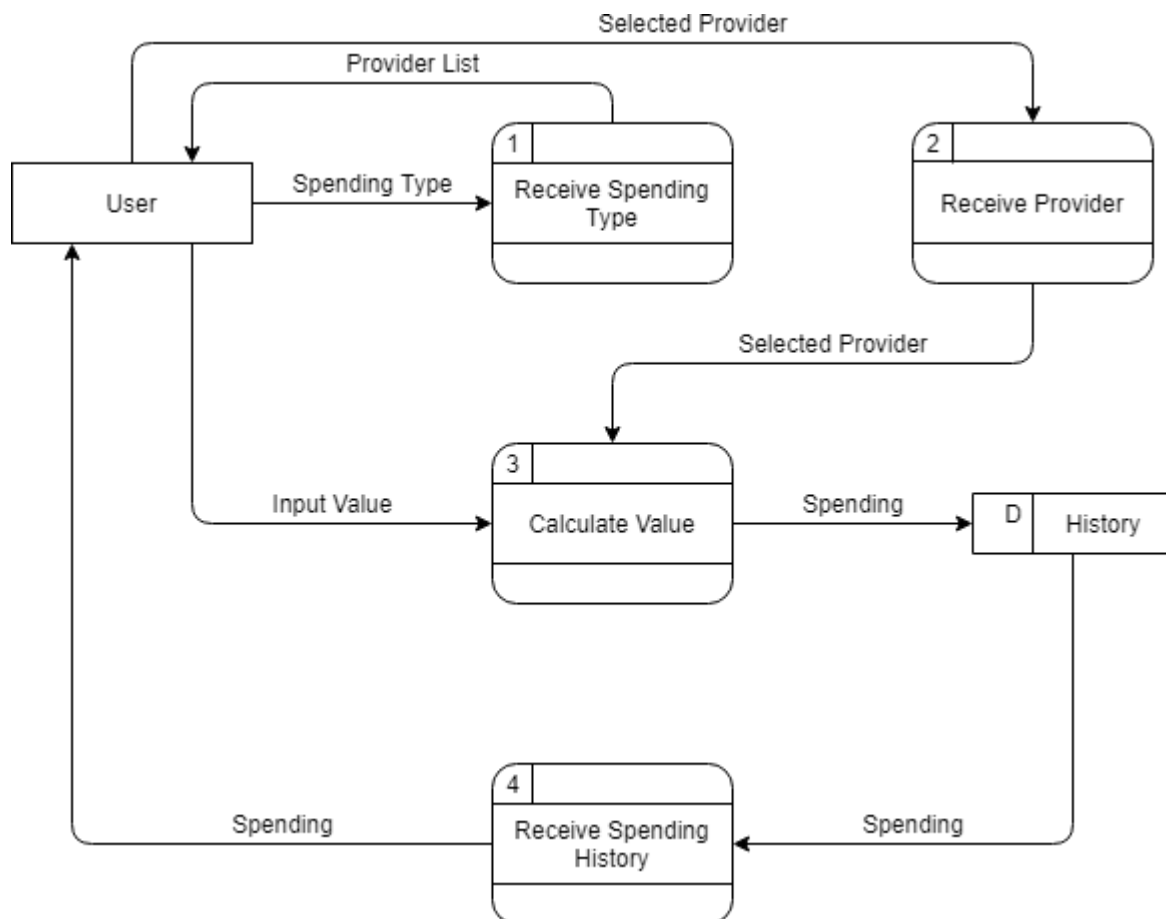 Selected Provider
Provider List
1
2
User
Spending Type
Receive Spending
Type
Receive Provider
Selected Provider
3
Input Value
Calculate Value
Spending
D
History
4
Spending
Receive Spending
History
Spending